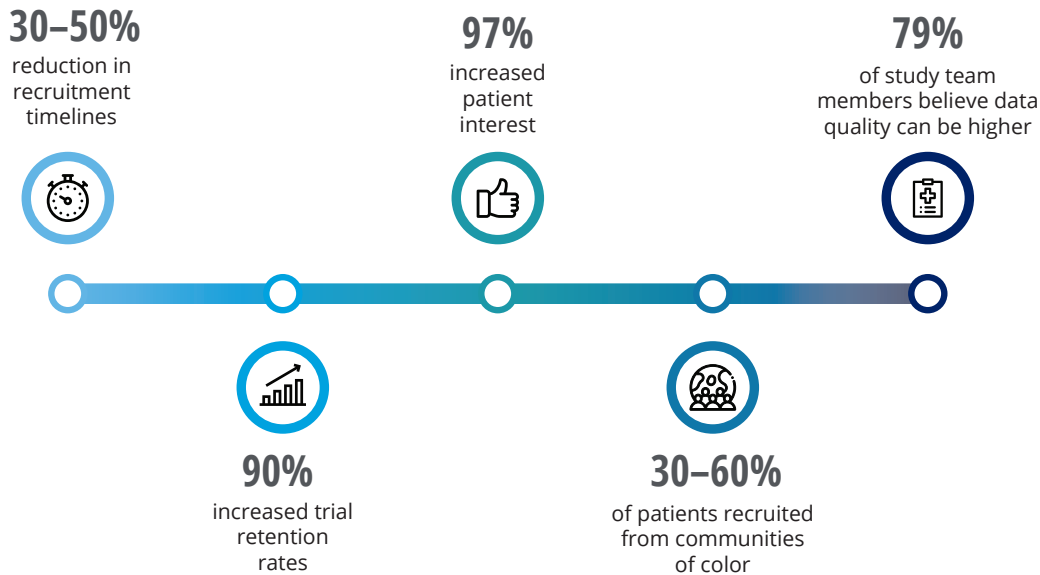 30–50%
reduction in
recruitment
timelines
97%
increased
patient
interest
79%
of study team
members believe data
quality can be higher
90%
increased trial
retention
rates
30–60%
of patients recruited
from communities
of color